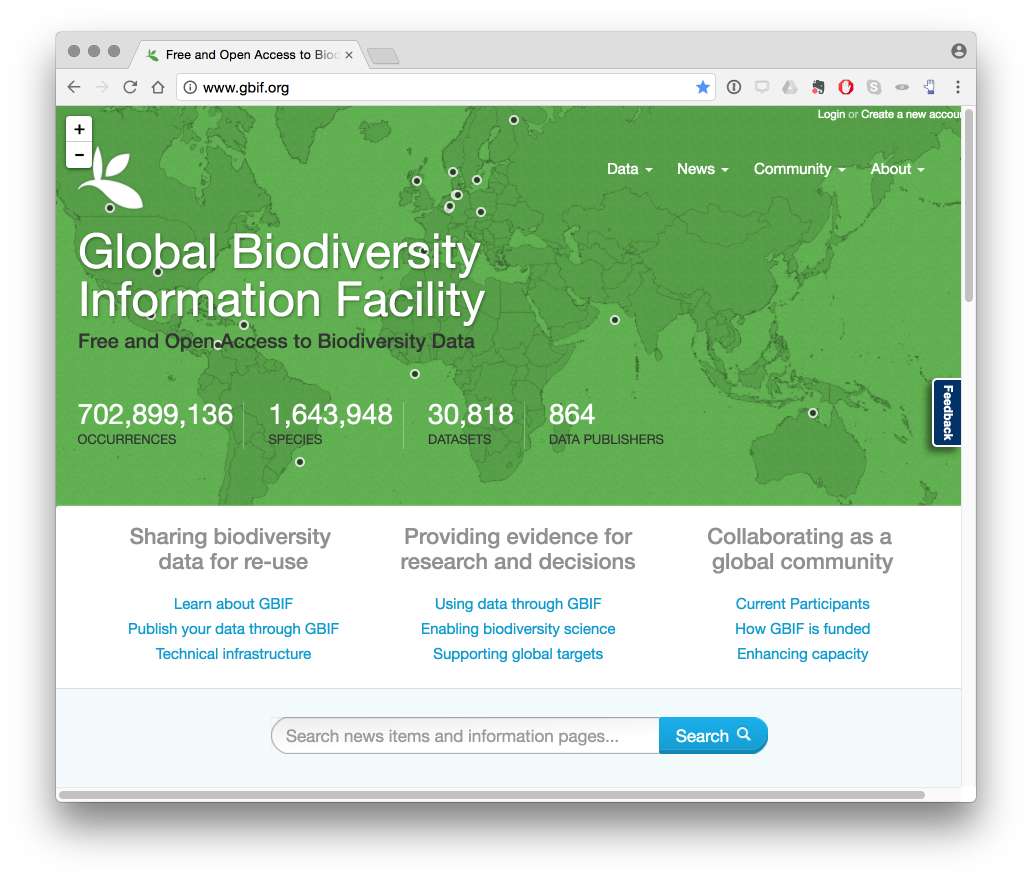 Free and Open Access to Biod
www.gbif.org
Login or Create a new accour
+
−
Data
News
Community
About
Global Biodiversity
Information Facility
Free and Open Access to Biodiversity Data
702,899,136
OCCURRENCES
1,643,948
SPECIES
30,818
DATASETS
864
DATA PUBLISHERS
Feedback
Sharing biodiversity
data for re-use
Learn about GBIF
Publish your data through GBIF
Technical infrastructure
Providing evidence for
research and decisions
Using data through GBIF
Enabling biodiversity science
Supporting global targets
Collaborating as a
global community
Current Participants
How GBIF is funded
Enhancing capacity
Search news items and information pages...
Search